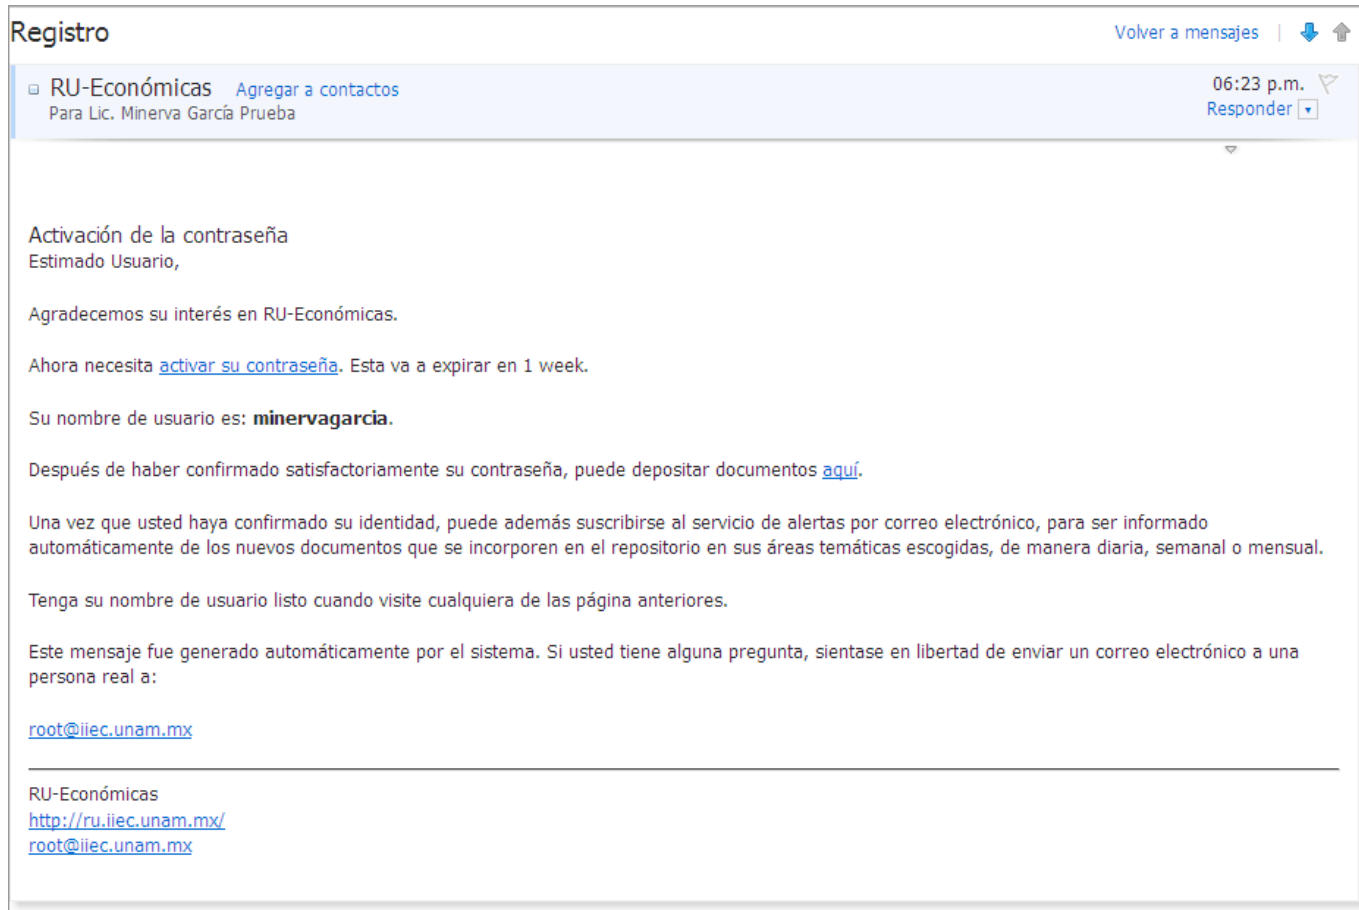 Registro
Volver a mensajes
RU-Económicas Agregar a contactos
06:23 p.m.
Para Lic. Minerva García Prueba
Responder
Activación de la contraseña
Estimado Usuario,
Agradecemos su interés en RU-Económicas.
Ahora necesita activar su contraseña. Esta va a expirar en 1 week.
Su nombre de usuario es: minervagarcia.
Después de haber confirmado satisfactoriamente su contraseña, puede depositar documentos aquí.
Una vez que usted haya confirmado su identidad, puede además suscribirse al servicio de alertas por correo electrónico, para ser informado
automáticamente de los nuevos documentos que se incorporen en el repositorio en sus áreas temáticas escogidas, de manera diaria, semanal o mensual.
Tenga su nombre de usuario listo cuando visite cualquiera de las página anteriores.
Este mensaje fue generado automáticamente por el sistema. Si usted tiene alguna pregunta, sientase en libertad de enviar un correo electrónico a una
persona real a:
root@iiec.unam.mx
RU-Económicas
http://ru.iiec.unam.mx/
root@iiec.unam.mx